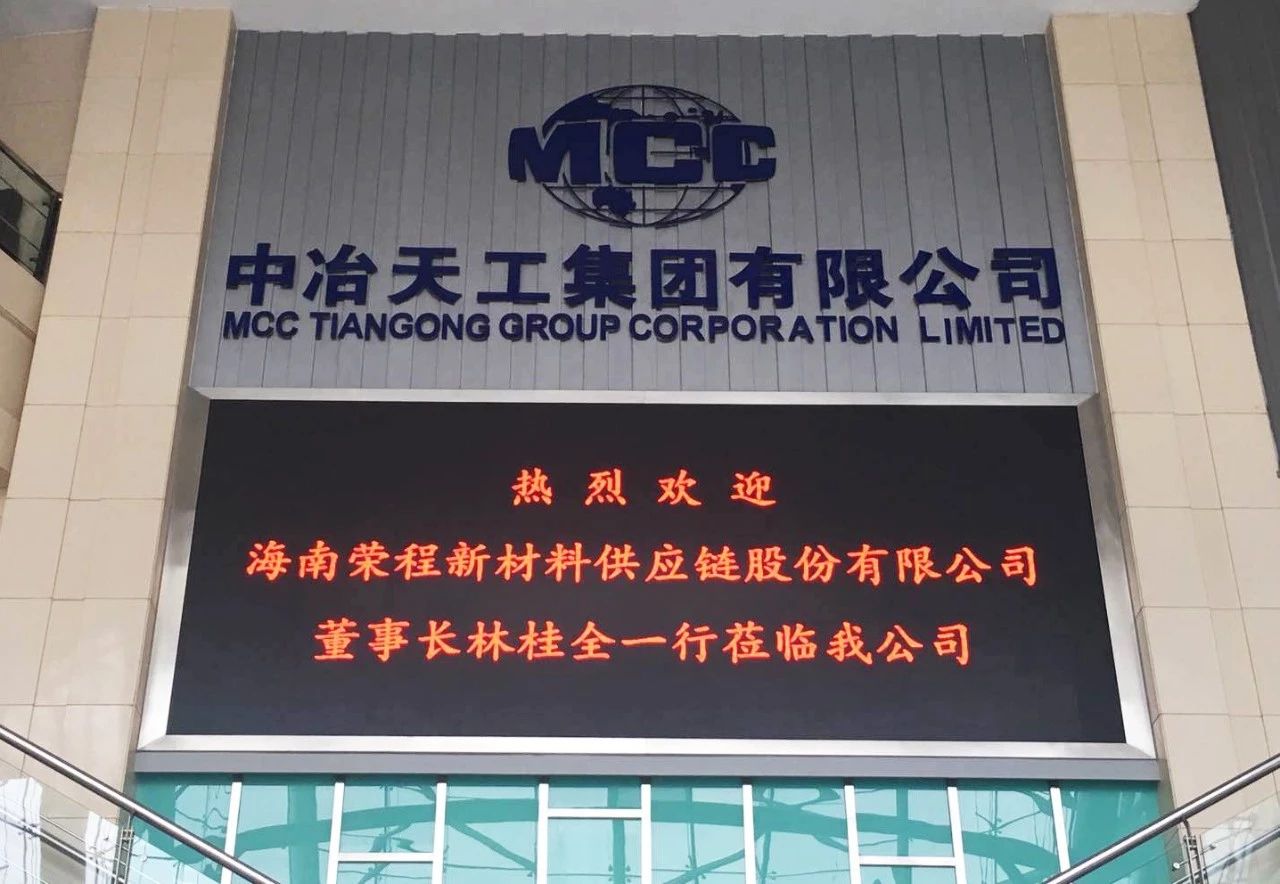 MCC
中冶天工集团有限公司
MCC TIANGONG GROUP CORPORATION LIMITED
热烈欢迎
海南荣程新材料供应链股份有限公司
董事长林桂全一行莅临我公司